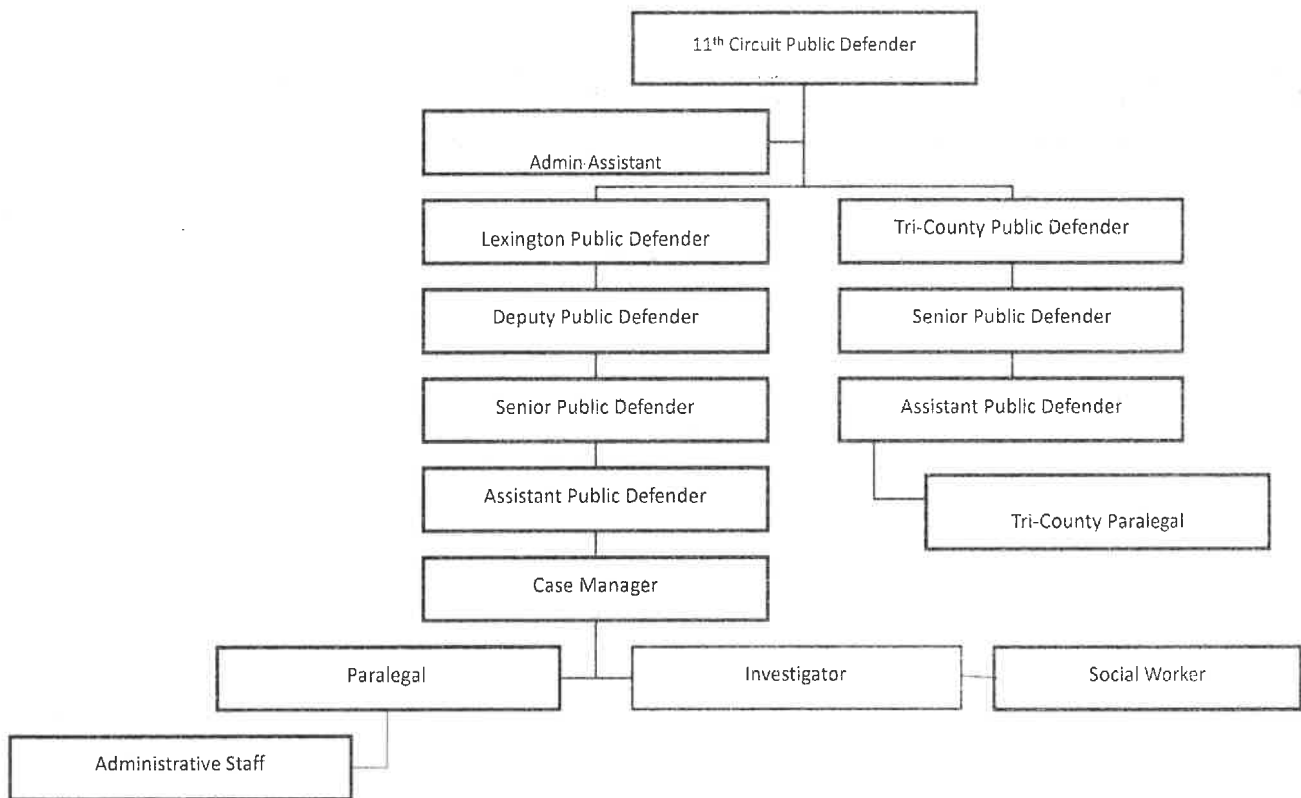 11th Circuit Public Defender
Admin Assistant
Lexington Public Defender
Tri-County Public Defender
Deputy Public Defender
Senior Public Defender
Senior Public Defender
Assistant Public Defender
Assistant Public Defender
Tri-County Paralegal
Case Manager
Paralegal
Investigator
Social Worker
Administrative Staff